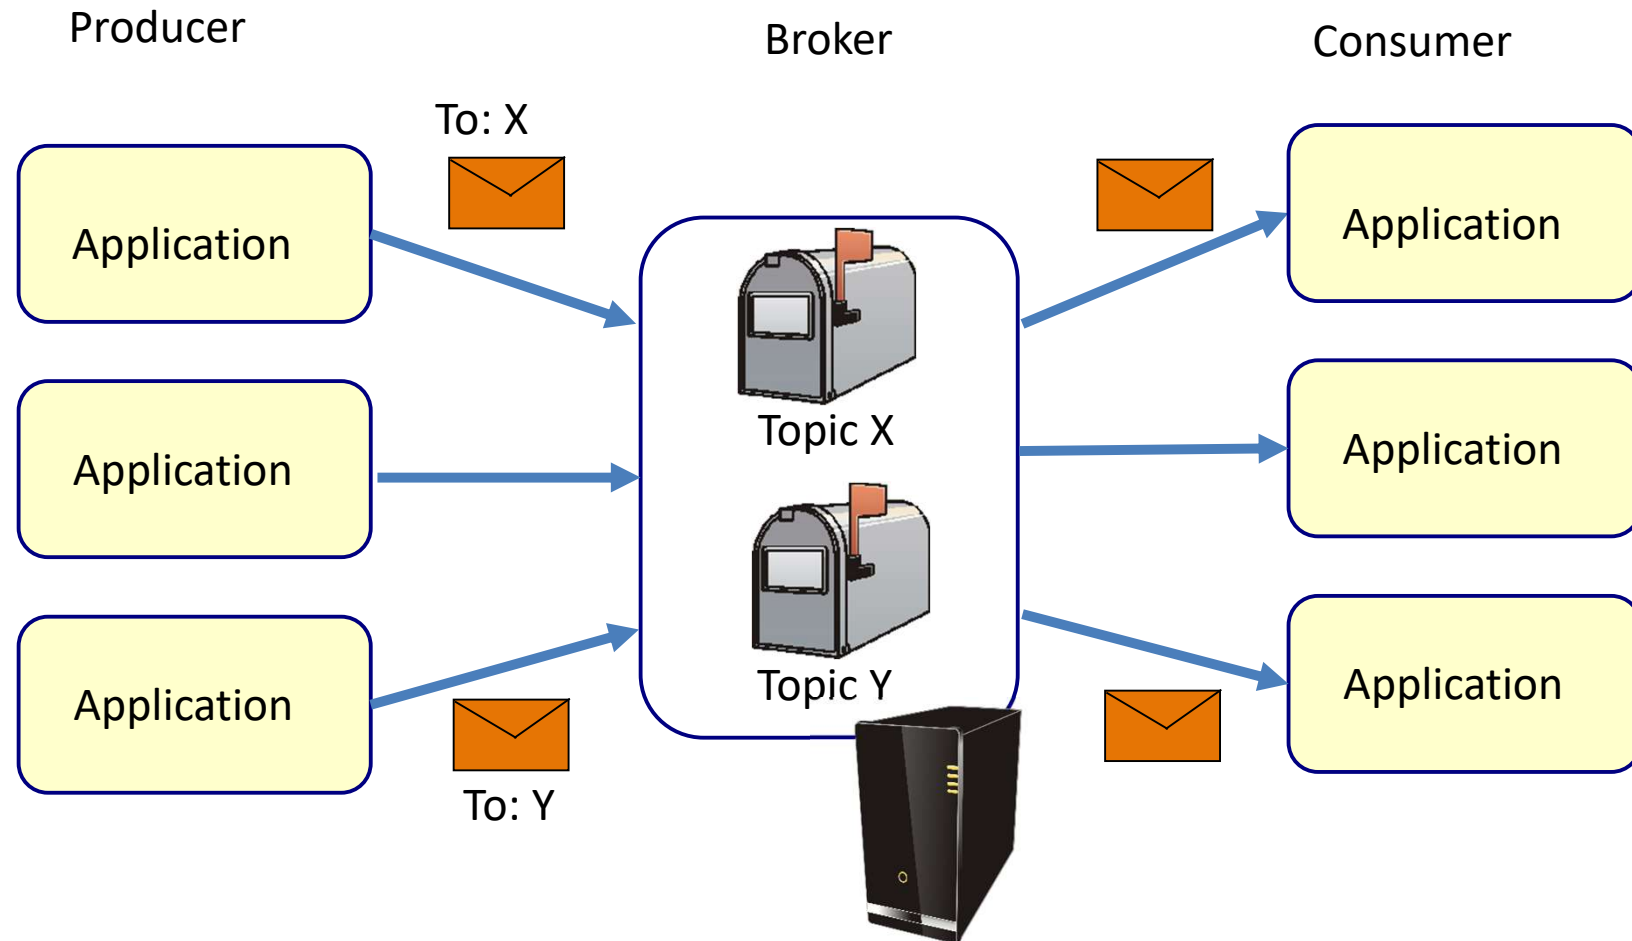 Producer
Broker
Consumer
To: X
Application
Application
Topic X
Application
Application
Topic Y
Application
Application
To: Y